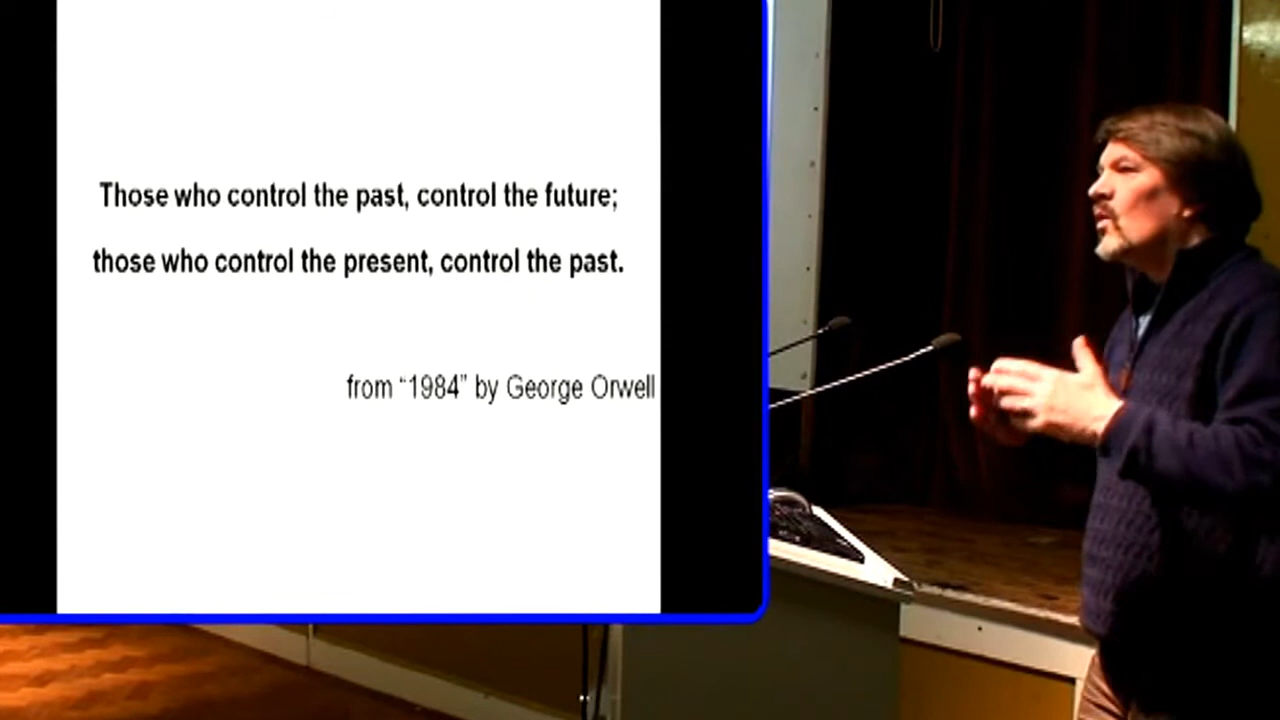 Those who control the past, control the future;
those who control the present, control the past.
from “1984” by George Orwell